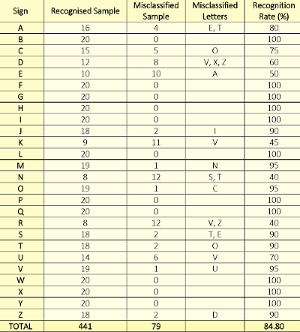 Sign Recognised Sample Misclassified Sample Misclassified Letters Recognition Rate (%)
A 16 4 E, T 80
B 20 0 100
C 15 5 O 75
D 12 8 V, X, Z 60
E 10 10 A 50
F 20 0 100
G 20 0 100
H 20 0 100
I 20 0 100
J 18 2 I 90
K 9 11 V 45
L 20 0 100
M 19 1 N 95
N 8 12 S, T 40
O 19 1 C 95
P 20 0 100
Q 20 0 100
R 8 12 V, Z 40
S 18 2 T, E 90
T 18 2 O 90
U 14 6 V 70
V 19 1 U 95
W 20 0 100
X 20 0 100
Y 20 0 100
Z 18 2 D 90
TOTAL 441 79 84.80